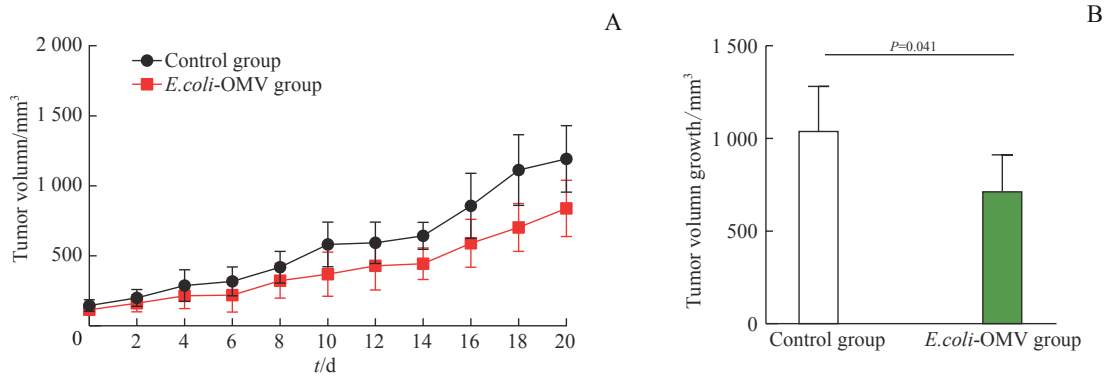 A
2 000
1 500
1 000
500
0
Tumor volumn/mm³
Control group
E.coli-OMV group
2 4 6 8 10 12 14 16 18 20
t/d
B
1 500
1 000
500
0
Tumor volumn growth/mm³
P=0.041
Control group E.coli-OMV group